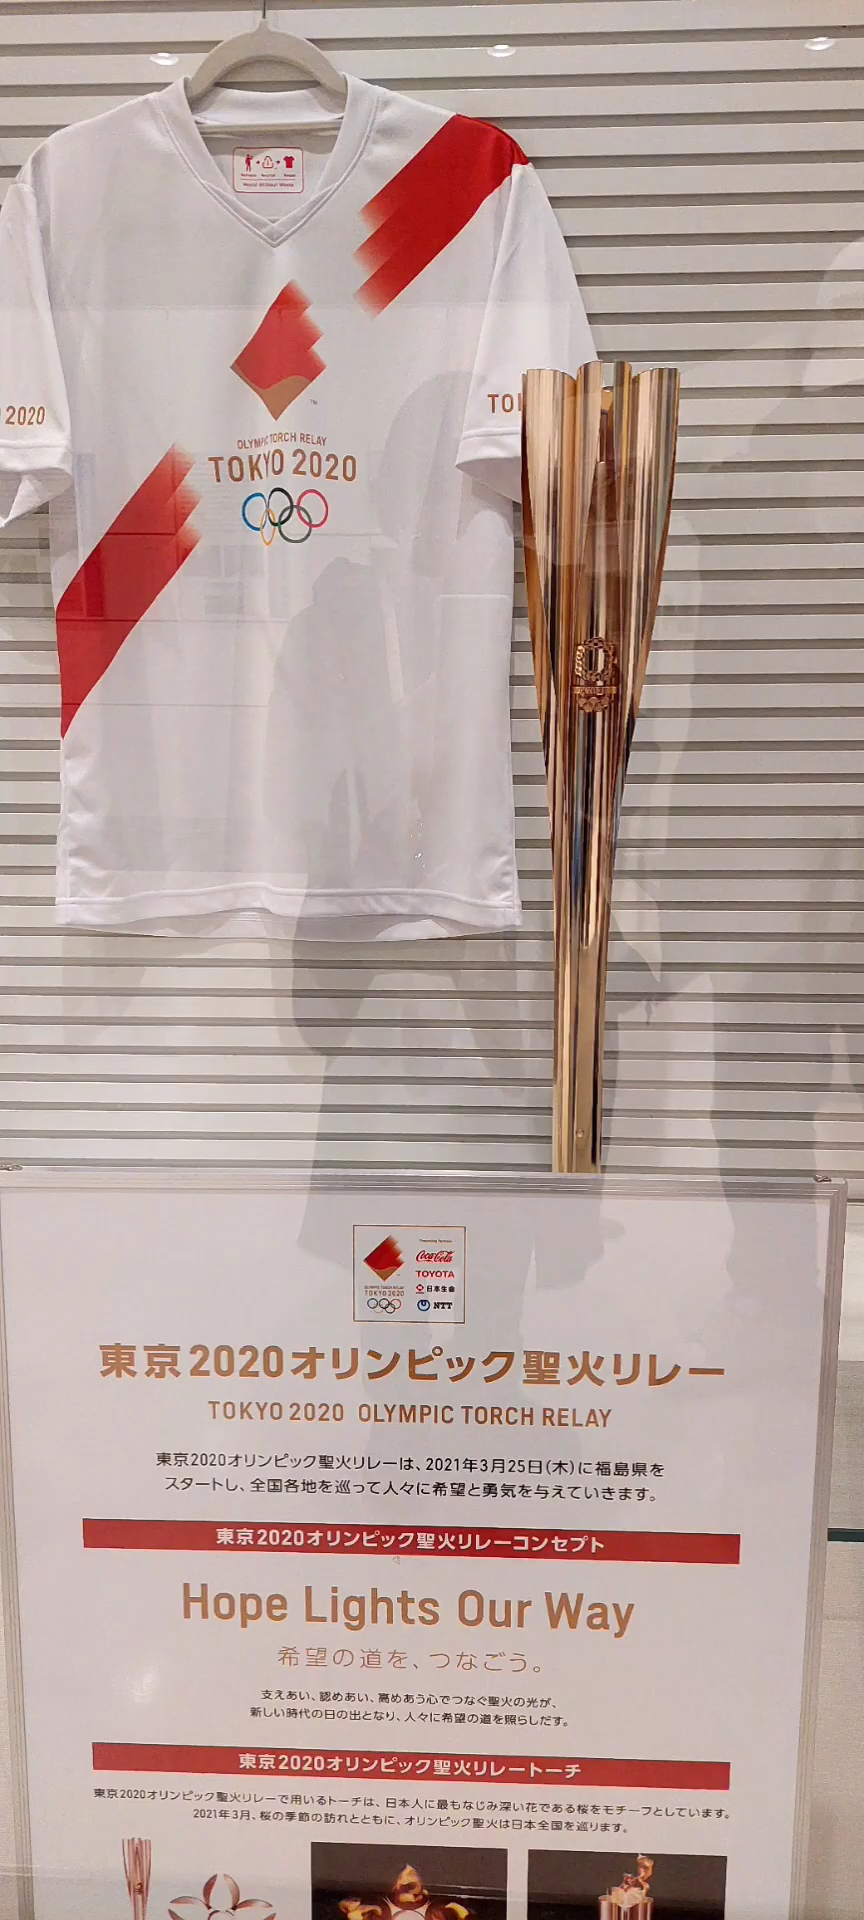 World Without Waste
2020
TO
OLYMPIC TORCH RELAY
TOKYO 2020
Presenting Partners
Coca-Cola
TOYOTA
日本生命
NTT
OLYMPIC TORCH RELAY
TOKYO 2020
東京2020オリンピック聖火リレー
TOKYO 2020 OLYMPIC TORCH RELAY
東京2020オリンピック聖火リレーは、2021年3月25日(木)に福島県を
スタートし、全国各地を巡って人々に希望と勇気を与えていきます。
東京2020オリンピック聖火リレーコンセプト
Hope Lights Our Way
希望の道を、つなごう。
支えあい、認めあい、高めあう心でつなぐ聖火の光が、
新しい時代の日の出となり、人々に希望の道を照らしだす。
東京2020オリンピック聖火リレートーチ
東京2020オリンピック聖火リレーで用いるトーチは、日本人に最もなじみ深い花である桜をモチーフとしています。
2021年3月、桜の季節の訪れとともに、オリンピック聖火は日本全国を巡ります。